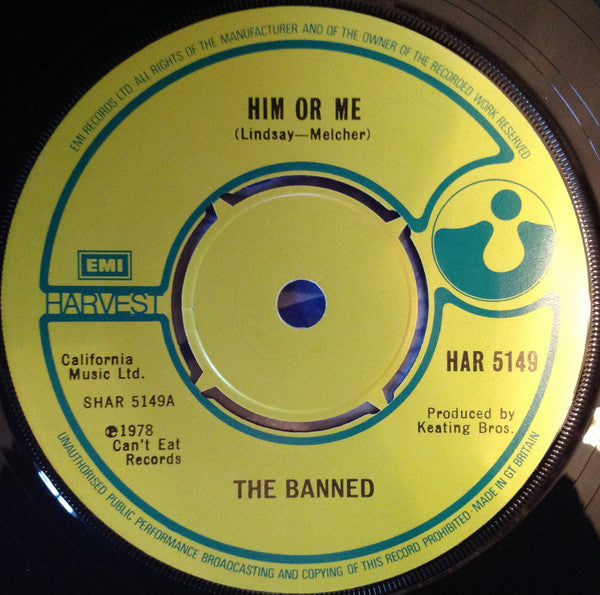 EMI RECORDS LTD. ALL RIGHTS OF THE MANUFACTURER AND OF THE OWNER OF THE RECORDED WORK RESERVED
HIM OR ME
(Lindsay—Melcher)
EMI
HARVEST
California
Music Ltd.
SHAR 5149A
℗1978
Can't Eat
Records
HAR 5149
Produced by
Keating Bros.
THE BANNED
UNAUTHORISED PUBLIC PERFORMANCE BROADCASTING AND COPYING OF THIS RECORD PROHIBITED · MADE IN GT BRITAIN